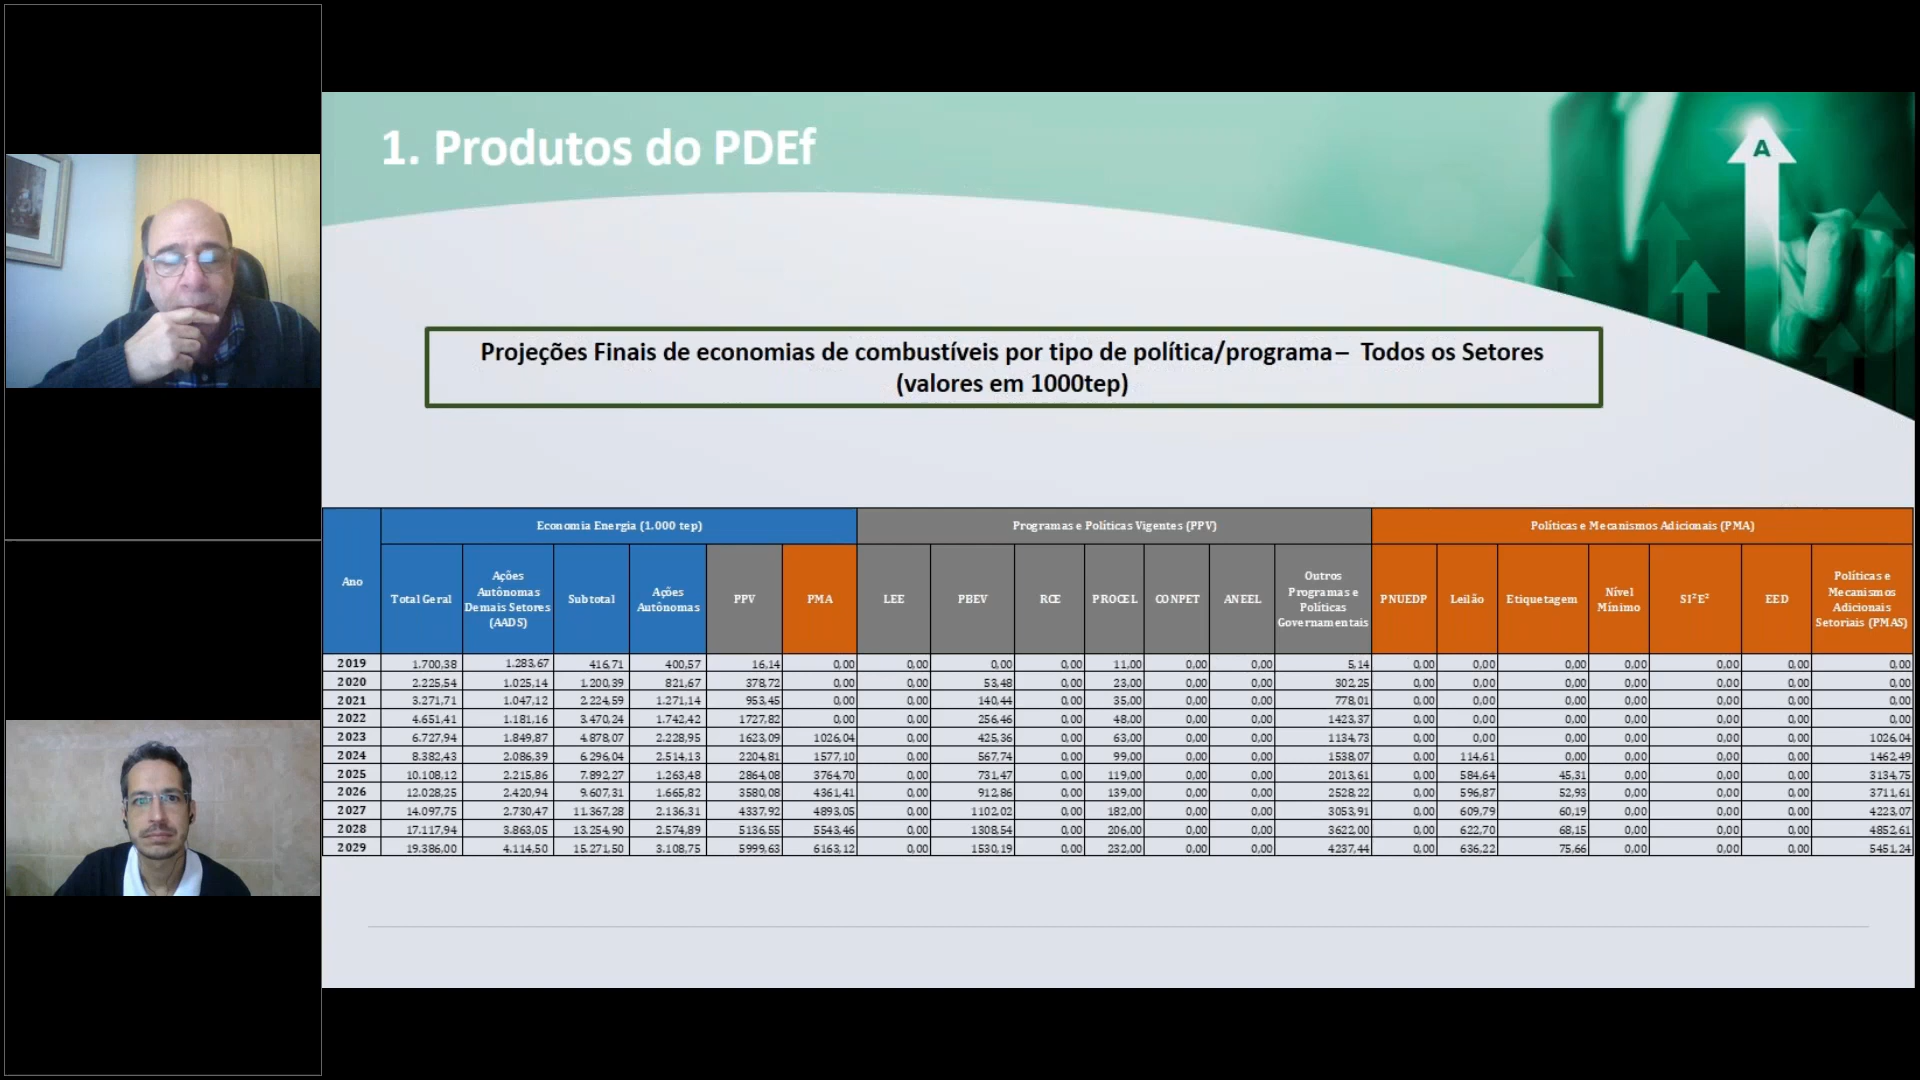 1. Produtos do PDEf
A
Projeções Finais de economias de combustíveis por tipo de política/programa – Todos os Setores
(valores em 1000tep)
Ano
Economia Energia (1.000 tep)
Programas e Políticas Vigentes (PPV)
Políticas e Mecanismos Adicionais (PMA)
Total Geral
Ações
Autônomas
Demais Setores
(AADS)
Subtotal
Ações
Autônomas
PPV
PMA
LEE
PBEV
RCE
PROCEL
CONPET
ANEEL
Outros
Programas e
Políticas
Governamentais
PNUEDP
Leilão
Etiquetagem
Nível
Mínimo
SI²E²
EED
Políticas e
Mecanismos
Adicionais
Setoriais (PMAS)
2019 1.700,38 1.283,67 416,71 400,57 16,14 0,00 0,00 0,00 0,00 11,00 0,00 0,00 5,14 0,00 0,00 0,00 0,00 0,00 0,00 0,00
2020 2.225,54 1.025,14 1.200,39 821,67 378,72 0,00 0,00 53,48 0,00 23,00 0,00 0,00 302,25 0,00 0,00 0,00 0,00 0,00 0,00 0,00
2021 3.271,71 1.047,12 2.224,59 1.271,14 953,45 0,00 0,00 140,44 0,00 35,00 0,00 0,00 778,01 0,00 0,00 0,00 0,00 0,00 0,00 0,00
2022 4.651,41 1.181,16 3.470,24 1.742,42 1727,82 0,00 0,00 256,46 0,00 48,00 0,00 0,00 1423,37 0,00 0,00 0,00 0,00 0,00 0,00 0,00
2023 6.727,94 1.849,87 4.878,07 2.228,95 1623,09 1026,04 0,00 425,36 0,00 63,00 0,00 0,00 1134,73 0,00 0,00 0,00 0,00 0,00 0,00 1026,04
2024 8.382,43 2.086,39 6.296,04 2.514,13 2204,81 1577,10 0,00 567,74 0,00 99,00 0,00 0,00 1538,07 0,00 114,61 0,00 0,00 0,00 0,00 1462,49
2025 10.108,12 2.215,86 7.892,27 1.263,48 2864,08 3764,70 0,00 731,47 0,00 119,00 0,00 0,00 2013,61 0,00 584,64 45,31 0,00 0,00 0,00 3134,75
2026 12.028,25 2.420,94 9.607,31 1.665,82 3580,08 4361,41 0,00 912,86 0,00 139,00 0,00 0,00 2528,22 0,00 596,87 52,93 0,00 0,00 0,00 3711,61
2027 14.097,75 2.730,47 11.367,28 2.136,31 4337,92 4893,05 0,00 1102,02 0,00 182,00 0,00 0,00 3053,91 0,00 609,79 60,19 0,00 0,00 0,00 4223,07
2028 17.117,94 3.863,05 13.254,90 2.574,89 5136,55 5543,46 0,00 1308,54 0,00 206,00 0,00 0,00 3622,00 0,00 622,70 68,15 0,00 0,00 0,00 4852,61
2029 19.386,00 4.114,50 15.271,50 3.108,75 5999,63 6163,12 0,00 1530,19 0,00 232,00 0,00 0,00 4237,44 0,00 636,22 75,66 0,00 0,00 0,00 5451,24